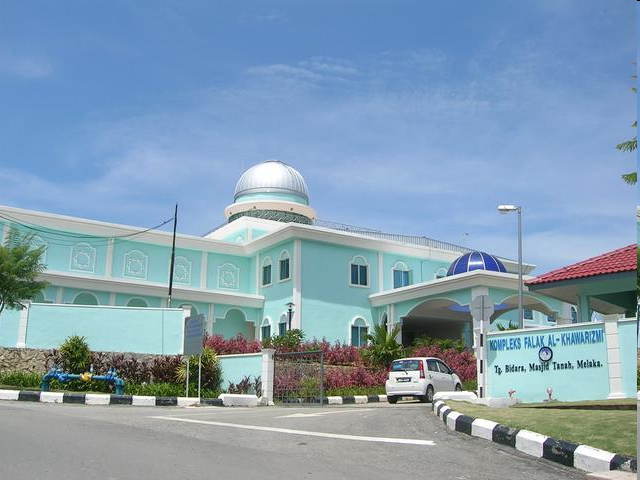 KOMPLEKS FALAK AL-KHAWARIZMI
Tg. Bidara, Masjid Tanah, Melaka.